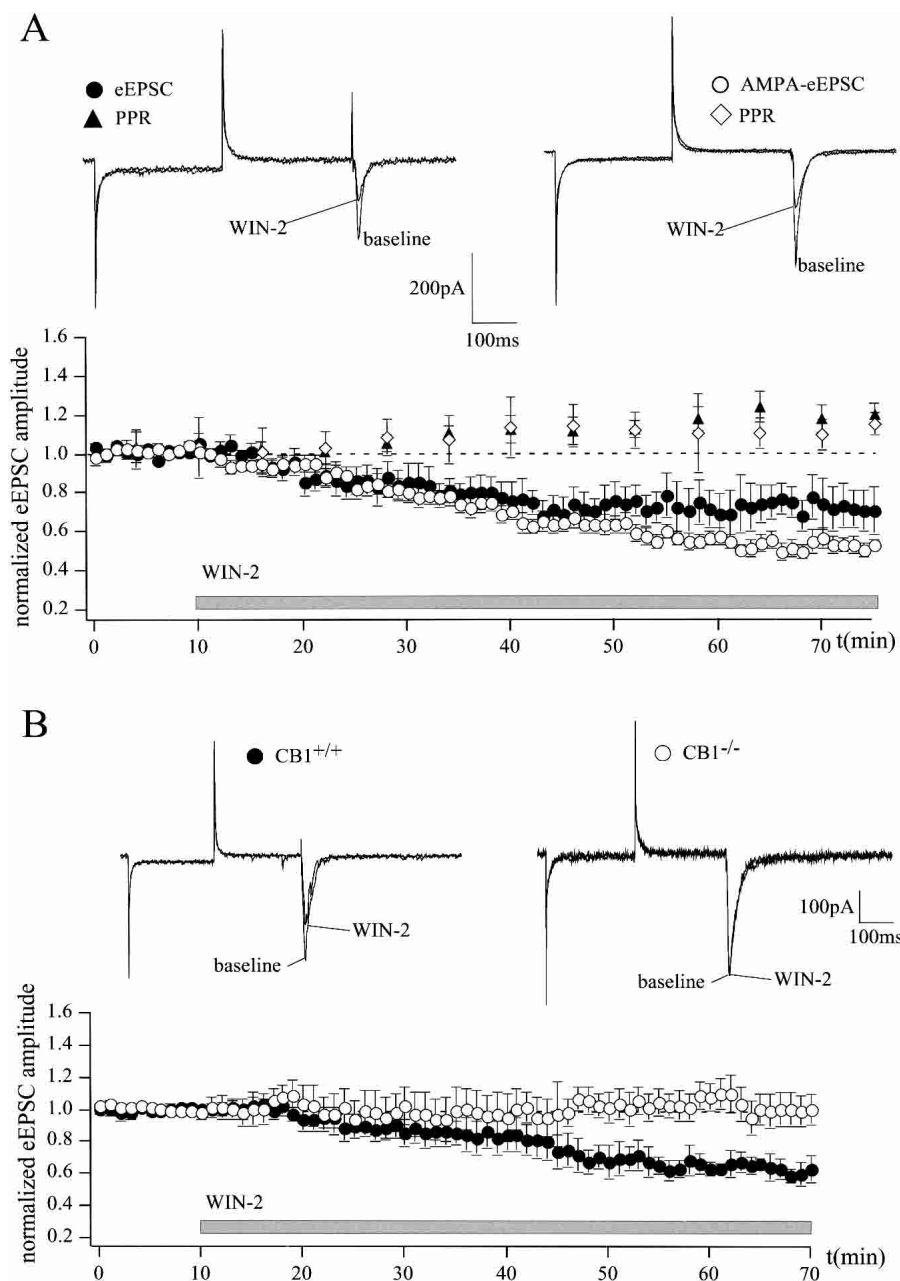 A
eEPSC
PPR
AMPA-eEPSC
PPR
WIN-2
baseline
WIN-2
baseline
200pA
100ms
normalized eEPSC amplitude
1.6
1.4
1.2
1.0
0.8
0.6
0.4
0.2
WIN-2
0
10
20
30
40
50
60
70
t(min)
B
CB1+/+
CB1-/-
WIN-2
baseline
100pA
100ms
baseline
WIN-2
normalized eEPSC amplitude
1.6
1.4
1.2
1.0
0.8
0.6
0.4
0.2
WIN-2
0
10
20
30
40
50
60
70
t(min)